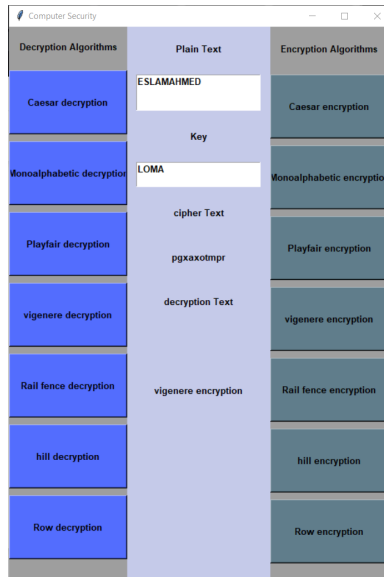 Computer Security
Decryption Algorithms
Caesar decryption
Monoalphabetic decryption
Playfair decryption
vigenere decryption
Rail fence decryption
hill decryption
Row decryption
Plain Text
ESLAMAHMED
Key
LOMA
cipher Text
pgxaxotmpr
decryption Text
vigenere encryption
Encryption Algorithms
Caesar encryption
Monoalphabetic encryption
Playfair encryption
vigenere encryption
Rail fence encryption
hill encryption
Row encryption